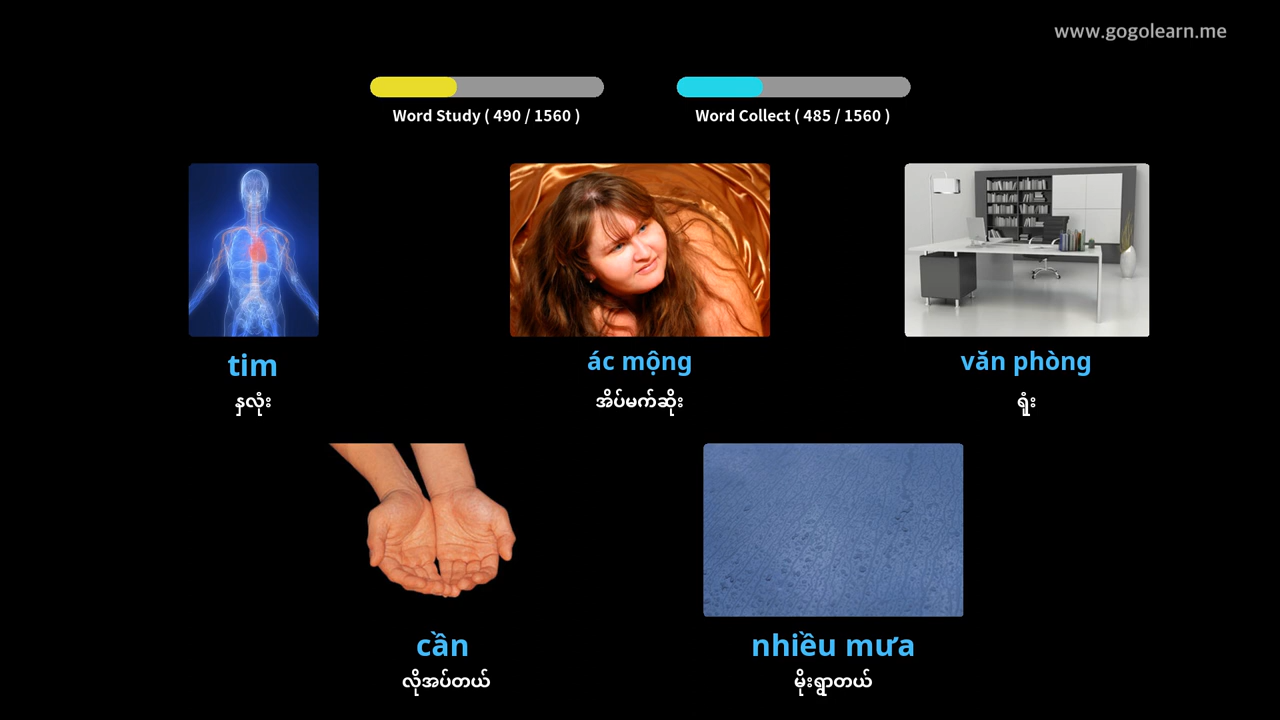 www.gogolearn.me
Word Study ( 490 / 1560 )
Word Collect ( 485 / 1560 )
tim
ác mộng
văn phòng
နှလုံး
အိပ်မက်ဆိုး
ရုံး
cần
nhiều mưa
လိုအပ်တယ်
မိုးရွာတယ်